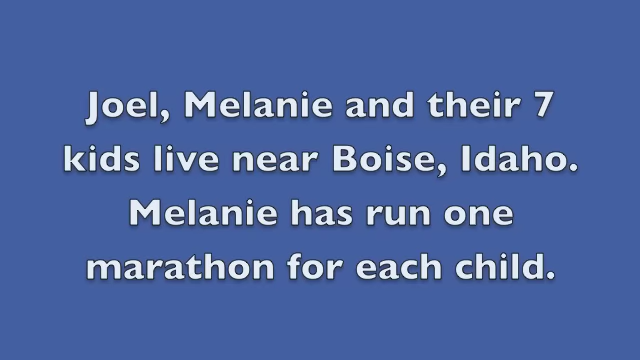 Joel, Melanie and their 7
kids live near Boise, Idaho.
Melanie has run one
marathon for each child.